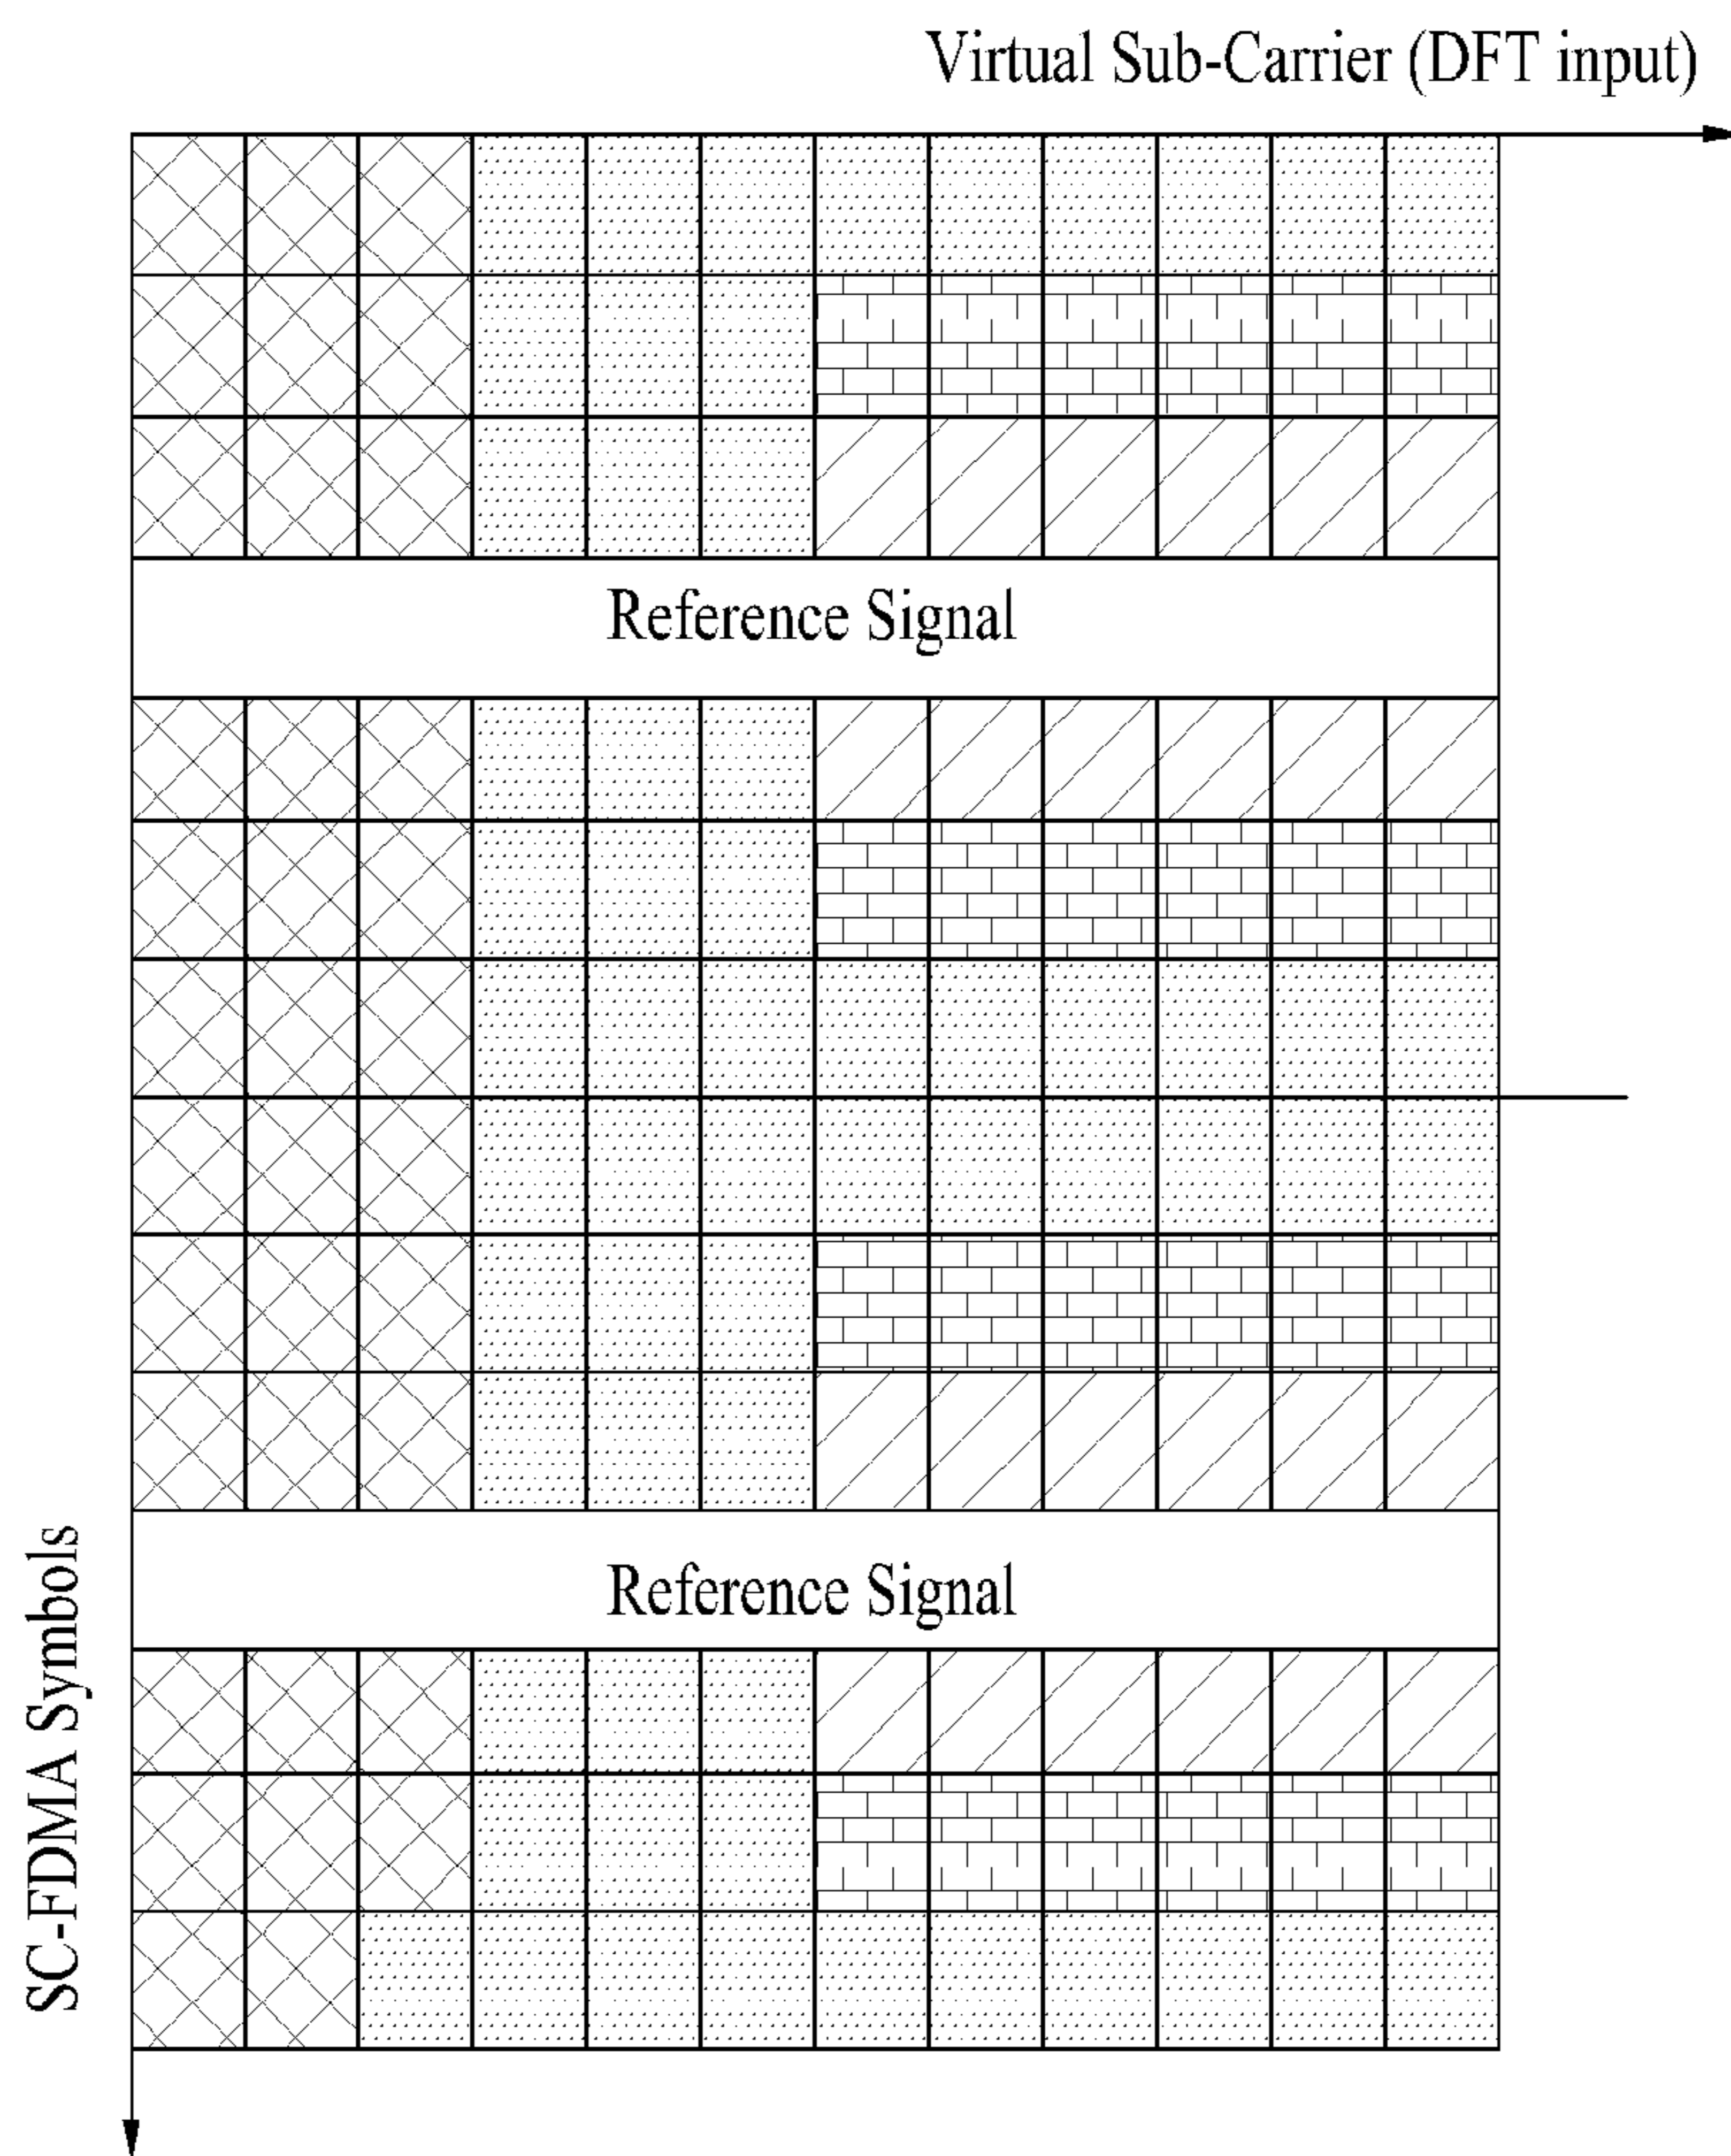 Virtual Sub-Carrier (DFT input)
Reference Signal
Reference Signal
SC-FDMA Symbols